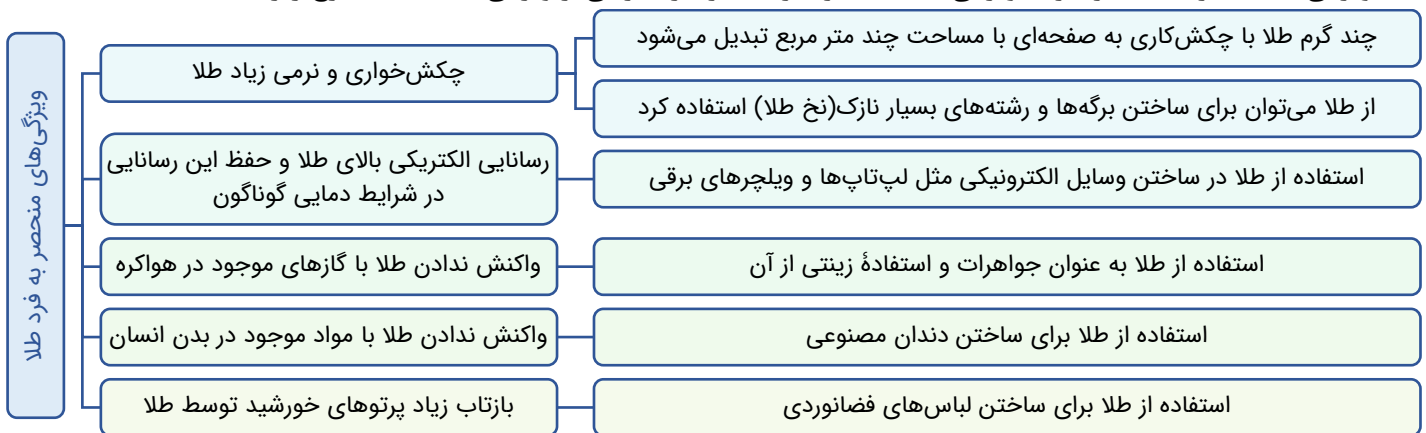 ویژگی‌های منحصر به فرد طلا
چکش‌خواری و نرمی زیاد طلا
چند گرم طلا با چکش‌کاری به صفحه‌ای با مساحت چند متر مربع تبدیل می‌شود
از طلا می‌توان برای ساختن برگه‌ها و رشته‌های بسیار نازک(نخ طلا) استفاده کرد
رسانایی الکتریکی بالای طلا و حفظ این رسانایی
در شرایط دمایی گوناگون
استفاده از طلا در ساختن وسایل الکترونیکی مثل لپ‌تاپ‌ها و ویلچرهای برقی
واکنش ندادن طلا با گازهای موجود در هواکره
استفاده از طلا به عنوان جواهرات و استفادهٔ زینتی از آن
واکنش ندادن طلا با مواد موجود در بدن انسان
استفاده از طلا برای ساختن دندان مصنوعی
بازتاب زیاد پرتوهای خورشید توسط طلا
استفاده از طلا برای ساختن لباس‌های فضانوردی